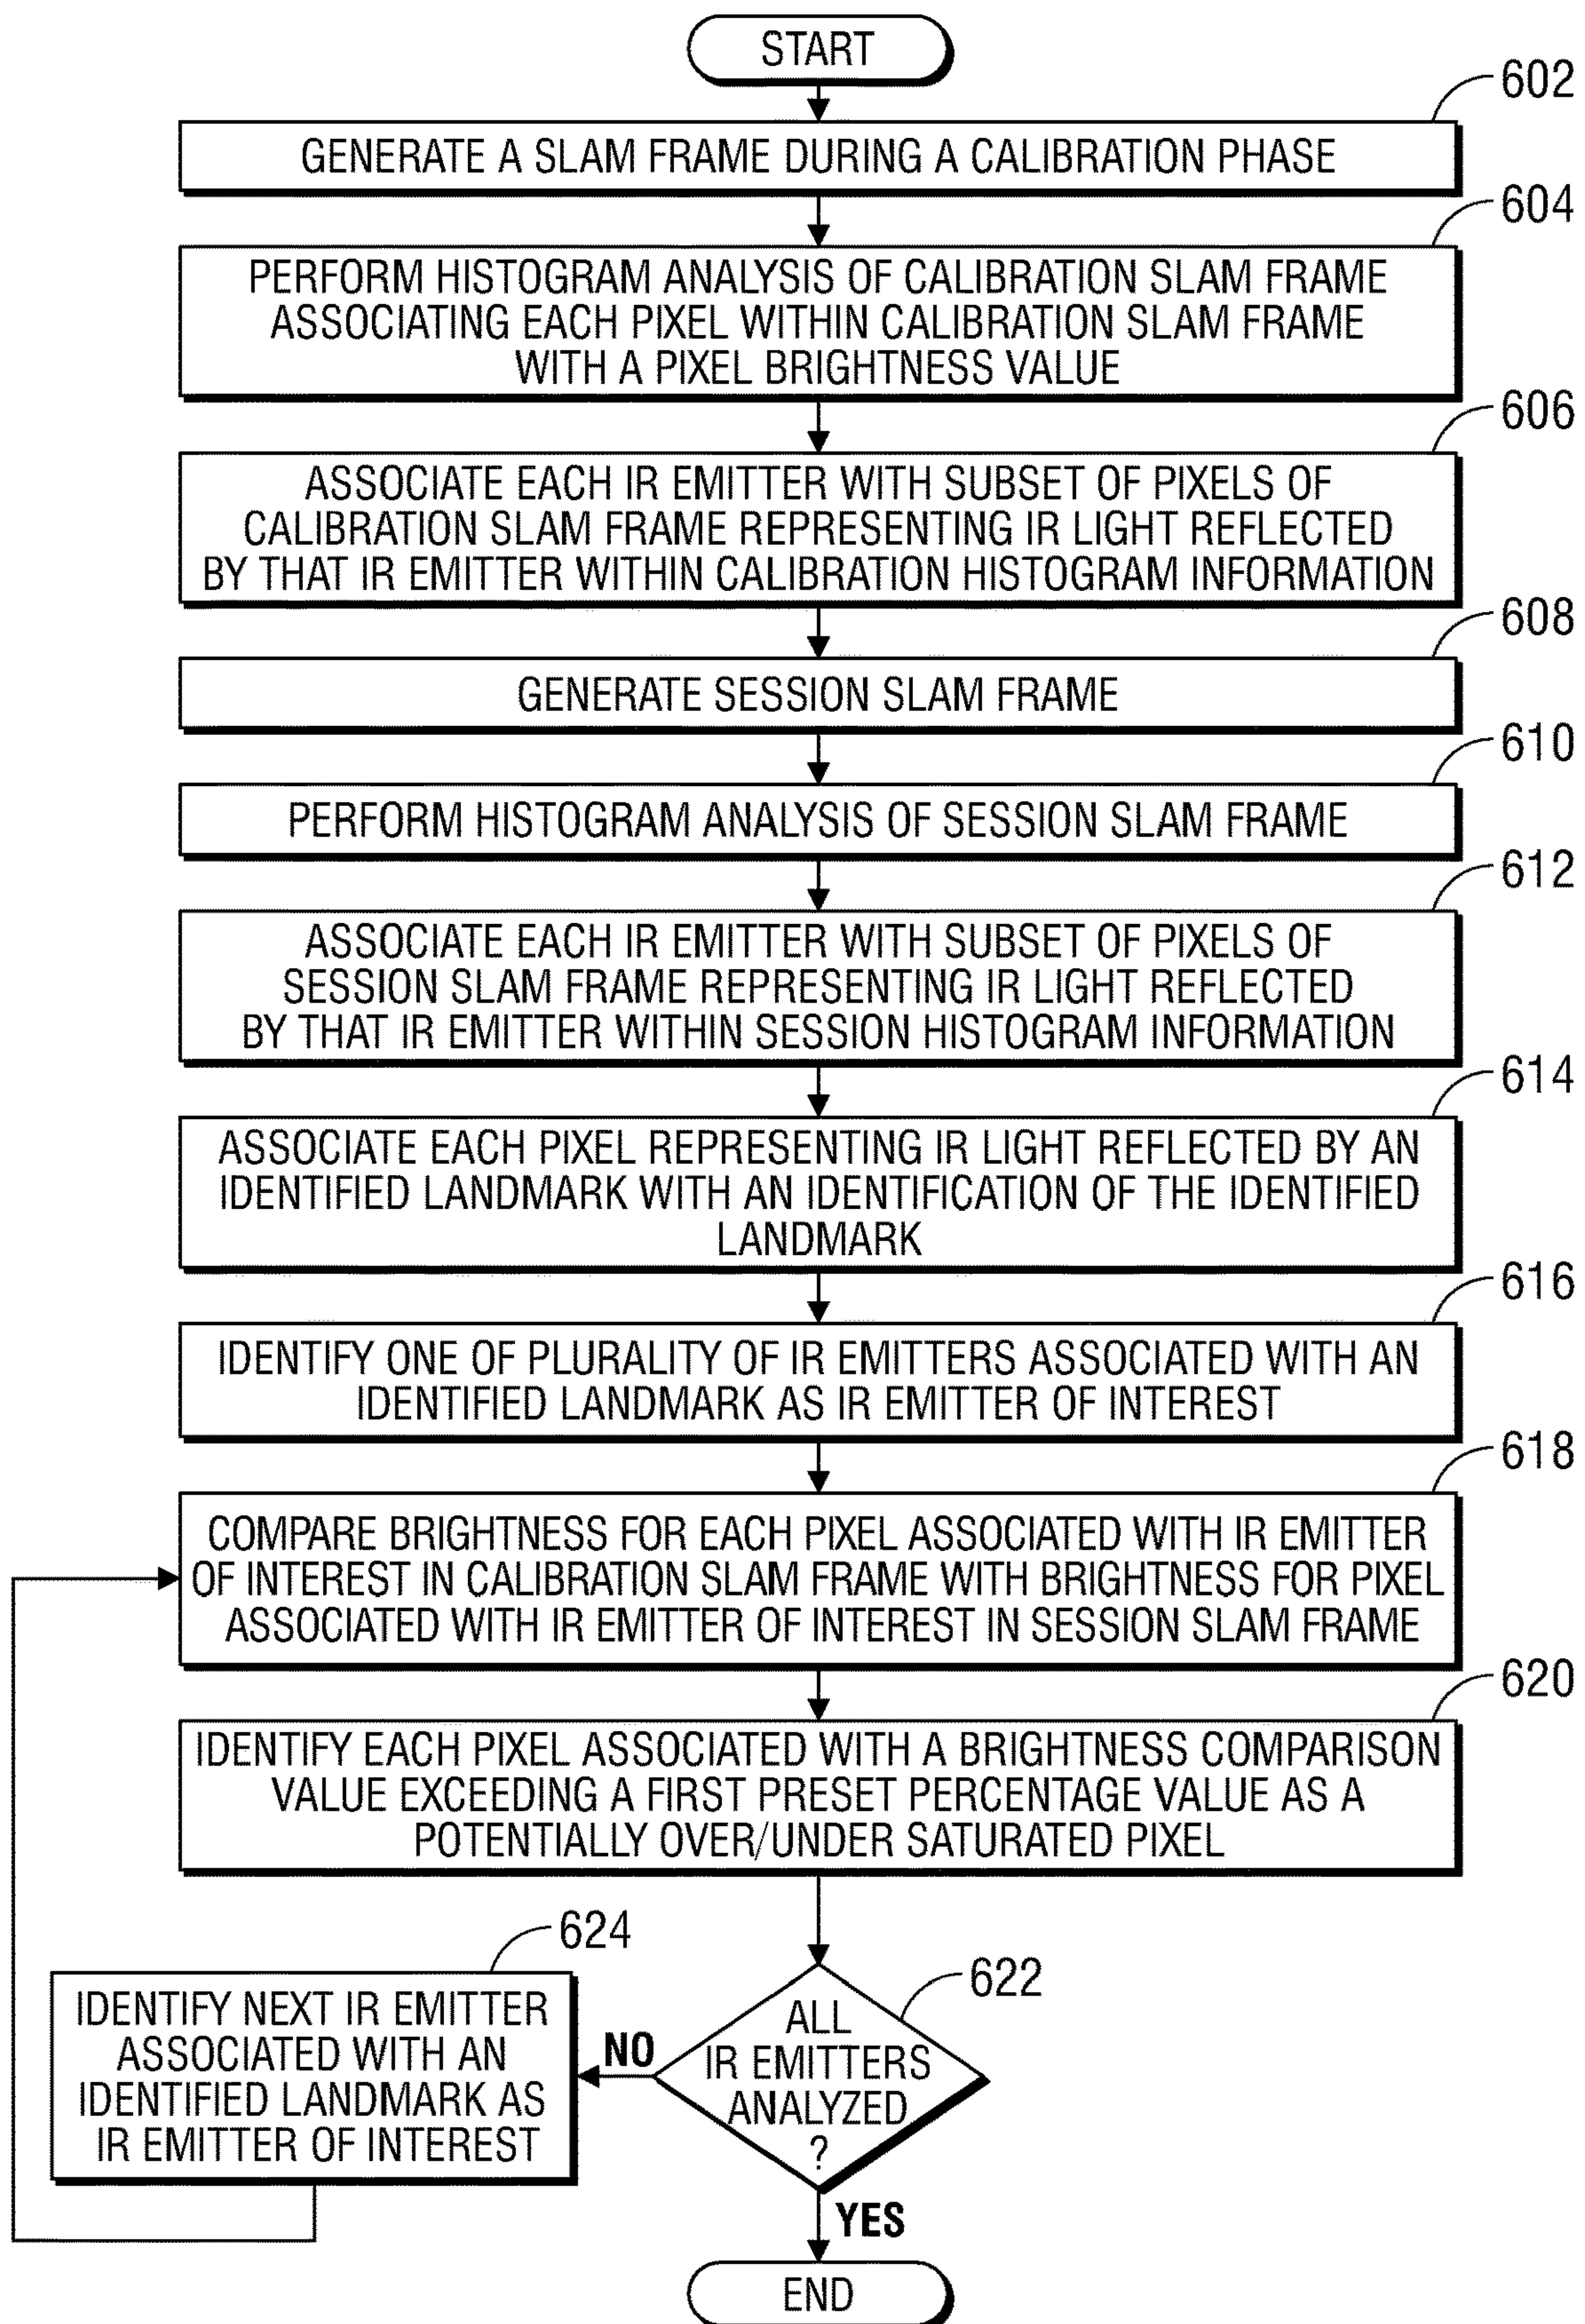 START
602
GENERATE A SLAM FRAME DURING A CALIBRATION PHASE
604
PERFORM HISTOGRAM ANALYSIS OF CALIBRATION SLAM FRAME
ASSOCIATING EACH PIXEL WITHIN CALIBRATION SLAM FRAME
WITH A PIXEL BRIGHTNESS VALUE
606
ASSOCIATE EACH IR EMITTER WITH SUBSET OF PIXELS OF
CALIBRATION SLAM FRAME REPRESENTING IR LIGHT REFLECTED
BY THAT IR EMITTER WITHIN CALIBRATION HISTOGRAM INFORMATION
608
GENERATE SESSION SLAM FRAME
610
PERFORM HISTOGRAM ANALYSIS OF SESSION SLAM FRAME
612
ASSOCIATE EACH IR EMITTER WITH SUBSET OF PIXELS OF
SESSION SLAM FRAME REPRESENTING IR LIGHT REFLECTED
BY THAT IR EMITTER WITHIN SESSION HISTOGRAM INFORMATION
614
ASSOCIATE EACH PIXEL REPRESENTING IR LIGHT REFLECTED BY AN
IDENTIFIED LANDMARK WITH AN IDENTIFICATION OF THE IDENTIFIED
LANDMARK
616
IDENTIFY ONE OF PLURALITY OF IR EMITTERS ASSOCIATED WITH AN
IDENTIFIED LANDMARK AS IR EMITTER OF INTEREST
618
COMPARE BRIGHTNESS FOR EACH PIXEL ASSOCIATED WITH IR EMITTER
OF INTEREST IN CALIBRATION SLAM FRAME WITH BRIGHTNESS FOR PIXEL
ASSOCIATED WITH IR EMITTER OF INTEREST IN SESSION SLAM FRAME
620
IDENTIFY EACH PIXEL ASSOCIATED WITH A BRIGHTNESS COMPARISON
VALUE EXCEEDING A FIRST PRESET PERCENTAGE VALUE AS A
POTENTIALLY OVER/UNDER SATURATED PIXEL
624
IDENTIFY NEXT IR EMITTER
ASSOCIATED WITH AN
IDENTIFIED LANDMARK AS
IR EMITTER OF INTEREST
NO
622
ALL
IR EMITTERS
ANALYZED
?
YES
END